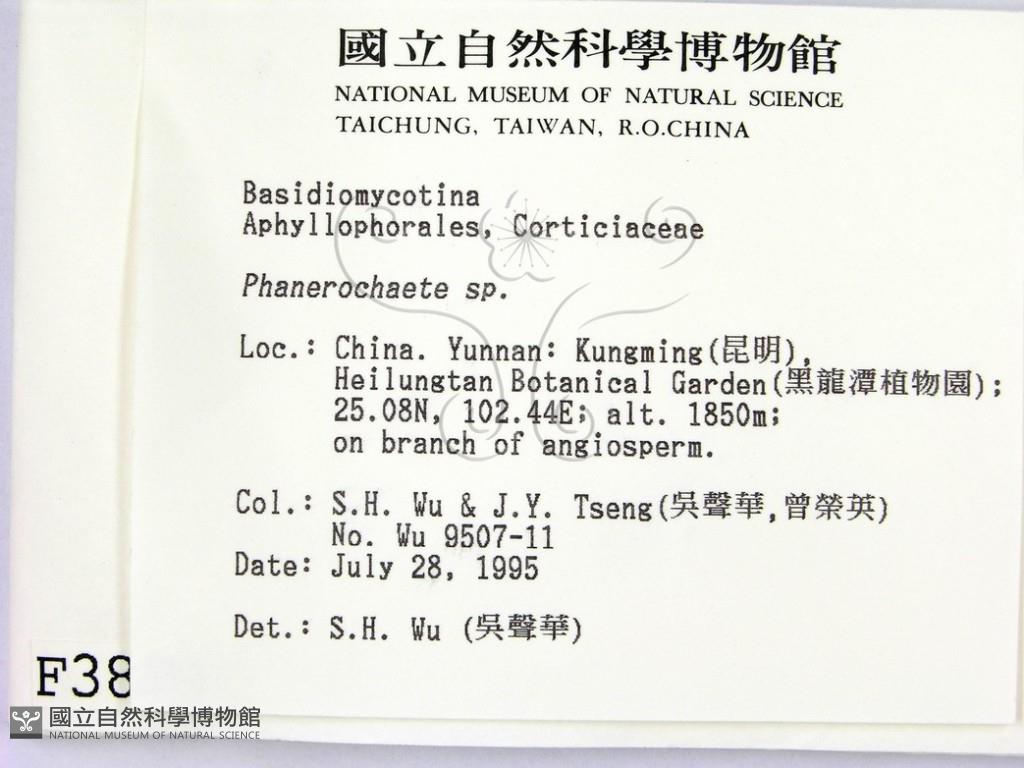 國立自然科學博物館
NATIONAL MUSEUM OF NATURAL SCIENCE
TAICHUNG, TAIWAN, R.O.CHINA
Basidiomycotina
Aphyllophorales, Corticiaceae
Phanerochaete sp.
Loc.: China. Yunnan: Kungming(昆明),
Heilungtan Botanical Garden(黑龍潭植物園);
25.08N, 102.44E; alt. 1850m;
on branch of angiosperm.
Col.: S.H. Wu & J.Y. Tseng(吳聲華,曾榮英)
No. Wu 9507-11
Date: July 28, 1995
Det.: S.H. Wu (吳聲華)
F38
國立自然科學博物館
NATIONAL MUSEUM OF NATURAL SCIENCE